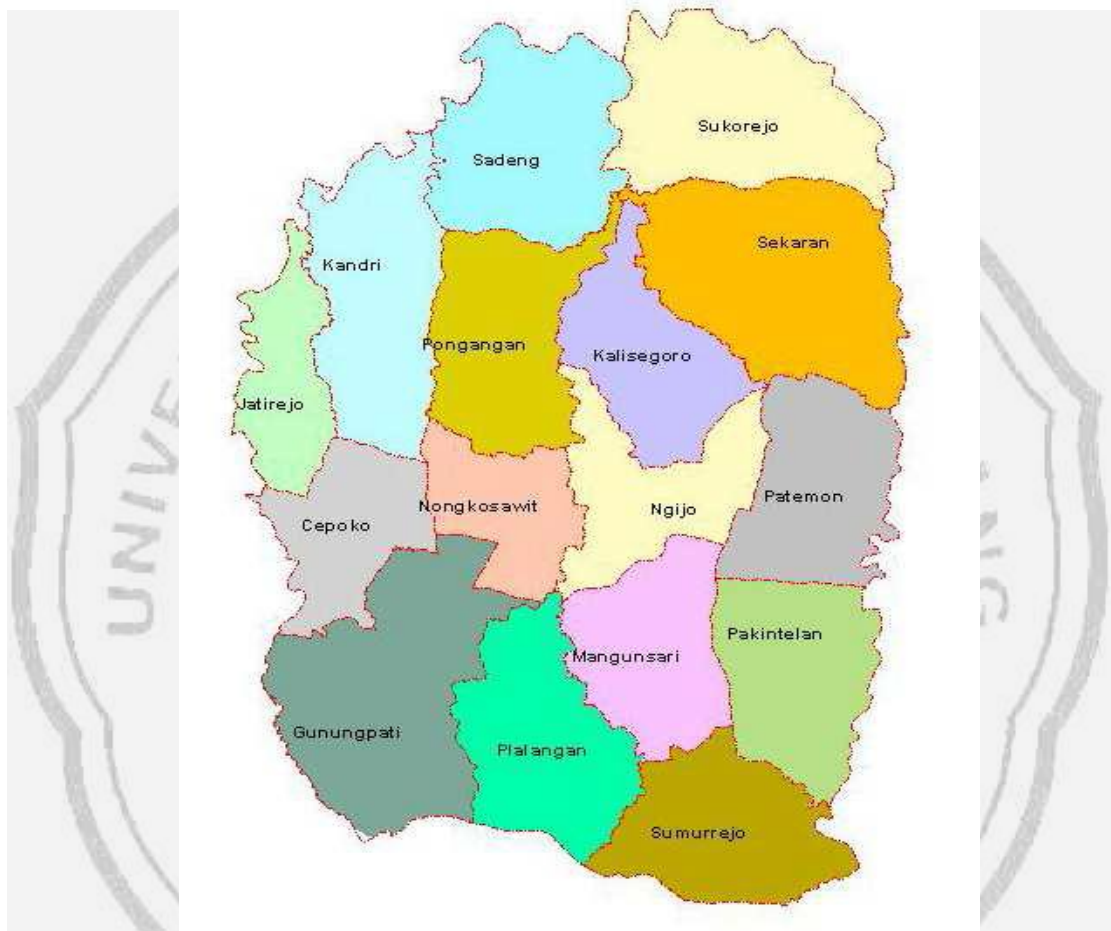 Sukorejo
Sadeng
Sekaran
Kandri
Pongangan
Kalisegoro
Jatirejo
Patemon
Nongkosawit
Ngijo
Cepoko
Pakintelan
Mangunsari
Gunungpati
Plalangan
Sumurrejo